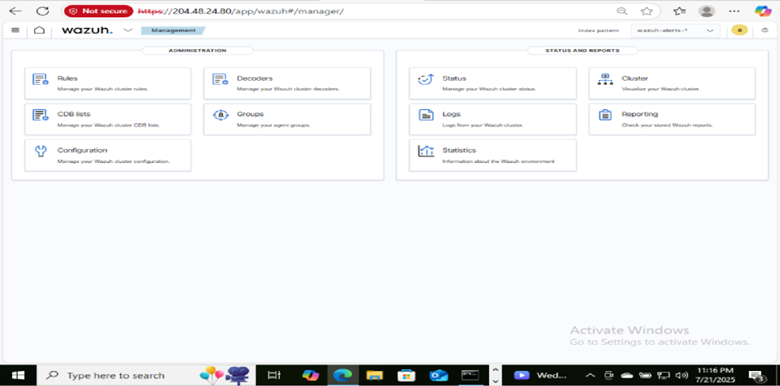 Not secure https://204.48.24.80/app/wazuh#/manager/
wazuh. Management Index pattern wazuh-alerts-*
ADMINISTRATION
Rules
Manage your Wazuh cluster rules.
Decoders
Manage your Wazuh cluster decoders.
CDB lists
Manage your Wazuh cluster CDB lists.
Groups
Manage your agent groups.
Configuration
Manage your Wazuh cluster configuration.
STATUS AND REPORTS
Status
Manage your Wazuh cluster status.
Cluster
Visualize your Wazuh cluster.
Logs
Logs from your Wazuh cluster.
Reporting
Check your stored Wazuh reports.
Statistics
Information about the Wazuh environment
Activate Windows
Go to Settings to activate Windows.
Type here to search
Wed...
11:16 PM
7/21/2025